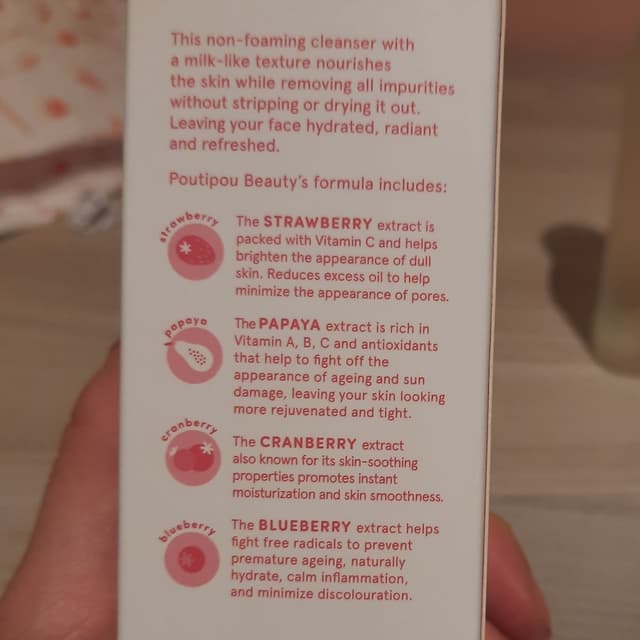 This non-foaming cleanser with
a milk-like texture nourishes
the skin while removing all impurities
without stripping or drying it out.
Leaving your face hydrated, radiant
and refreshed.
Poutipou Beauty's formula includes:
strawberry
The STRAWBERRY extract is
packed with Vitamin C and helps
brighten the appearance of dull
skin. Reduces excess oil to help
minimize the appearance of pores.
papaya
The PAPAYA extract is rich in
Vitamin A, B, C and antioxidants
that help to fight off the
appearance of ageing and sun
damage, leaving your skin looking
more rejuvenated and tight.
cranberry
The CRANBERRY extract
also known for its skin-soothing
properties promotes instant
moisturization and skin smoothness.
blueberry
The BLUEBERRY extract helps
fight free radicals to prevent
premature ageing, naturally
hydrate, calm inflammation,
and minimize discolouration.